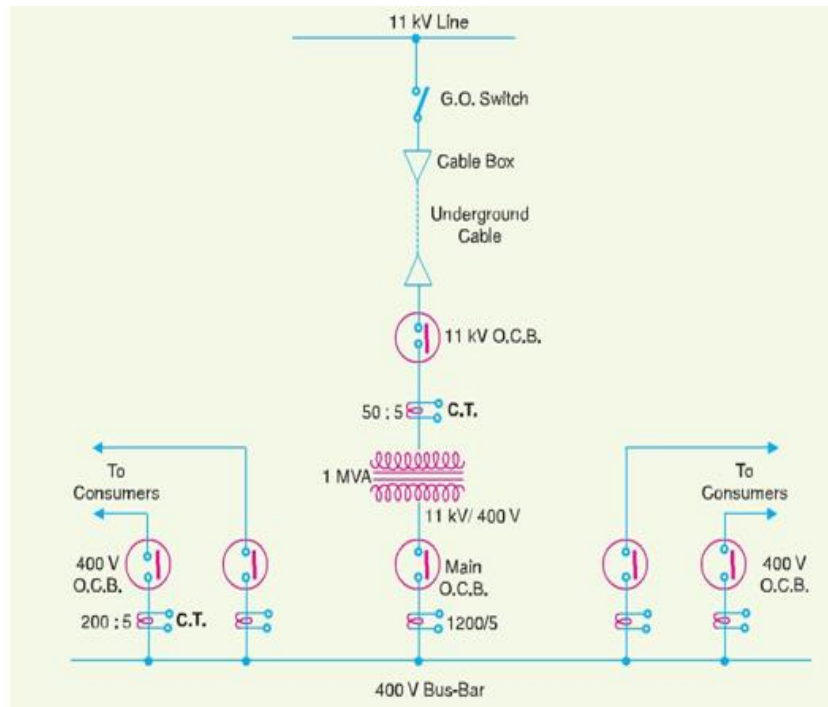 11 kV Line
G.O. Switch
Cable Box
Underground
Cable
11 kV O.C.B.
50 : 5
C.T.
1 MVA
11 kV/ 400 V
To
Consumers
To
Consumers
400 V
O.C.B.
Main
O.C.B.
400 V
O.C.B.
200 : 5
C.T.
1200/5
400 V Bus-Bar